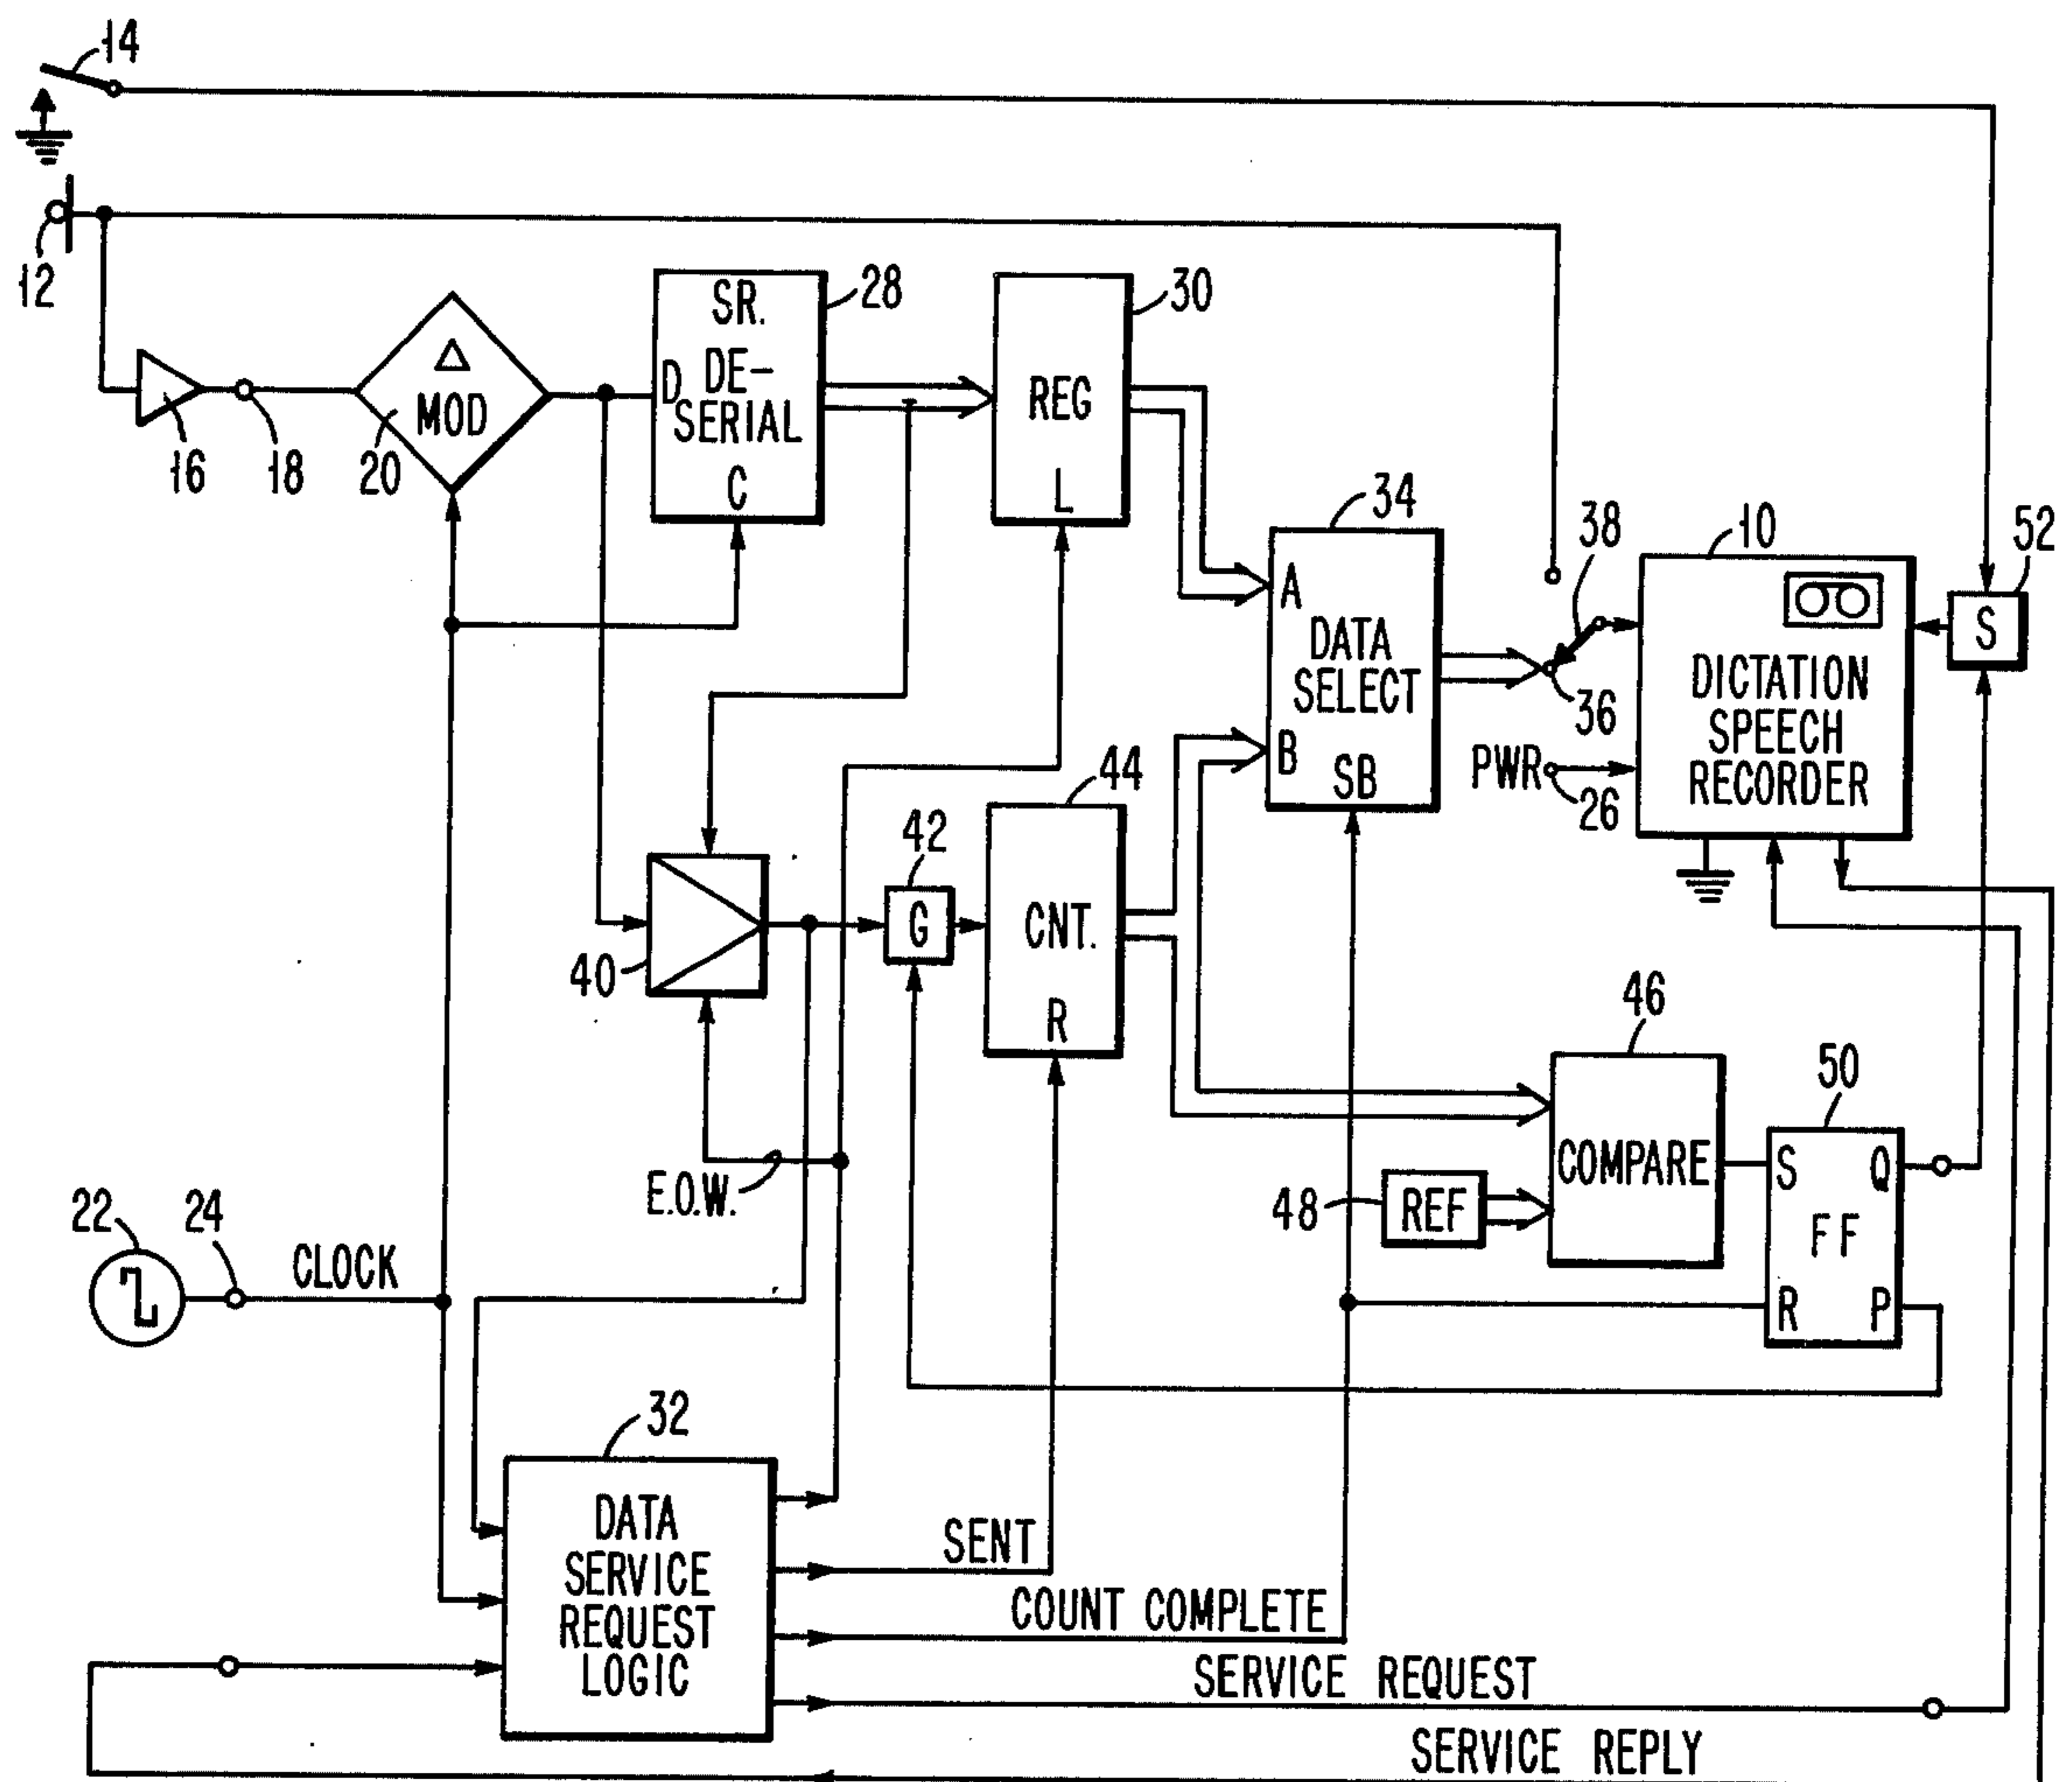 14
12
16
18
20
Δ
MOD
SR.
DE-
SERIAL
D
C
28
REG
L
30
34
A
DATA
SELECT
B
SB
38
36
PWR
26
10
DICTATION
SPEECH
RECORDER
52
S
40
42
G
44
CNT.
R
46
COMPARE
48
REF
50
S
Q
FF
R
P
E.O.W.
22
24
CLOCK
32
DATA
SERVICE
REQUEST
LOGIC
SENT
COUNT COMPLETE
SERVICE REQUEST
SERVICE REPLY